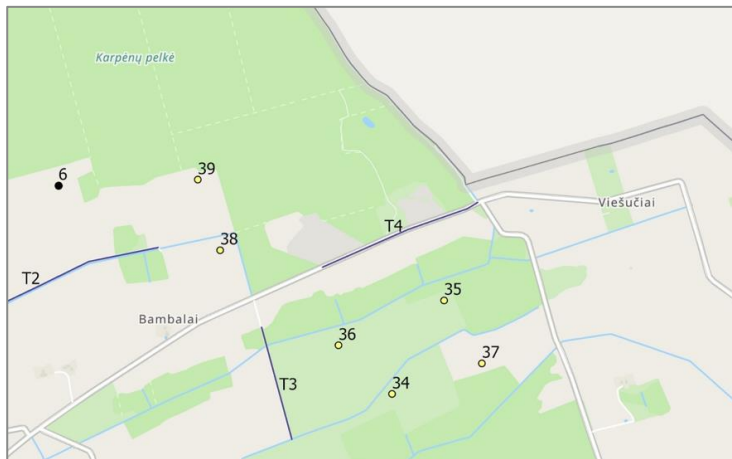 Karpėnų pelkė
6
39
38
T4
Viešučiai
T2
35
Bambalai
36
37
T3
34